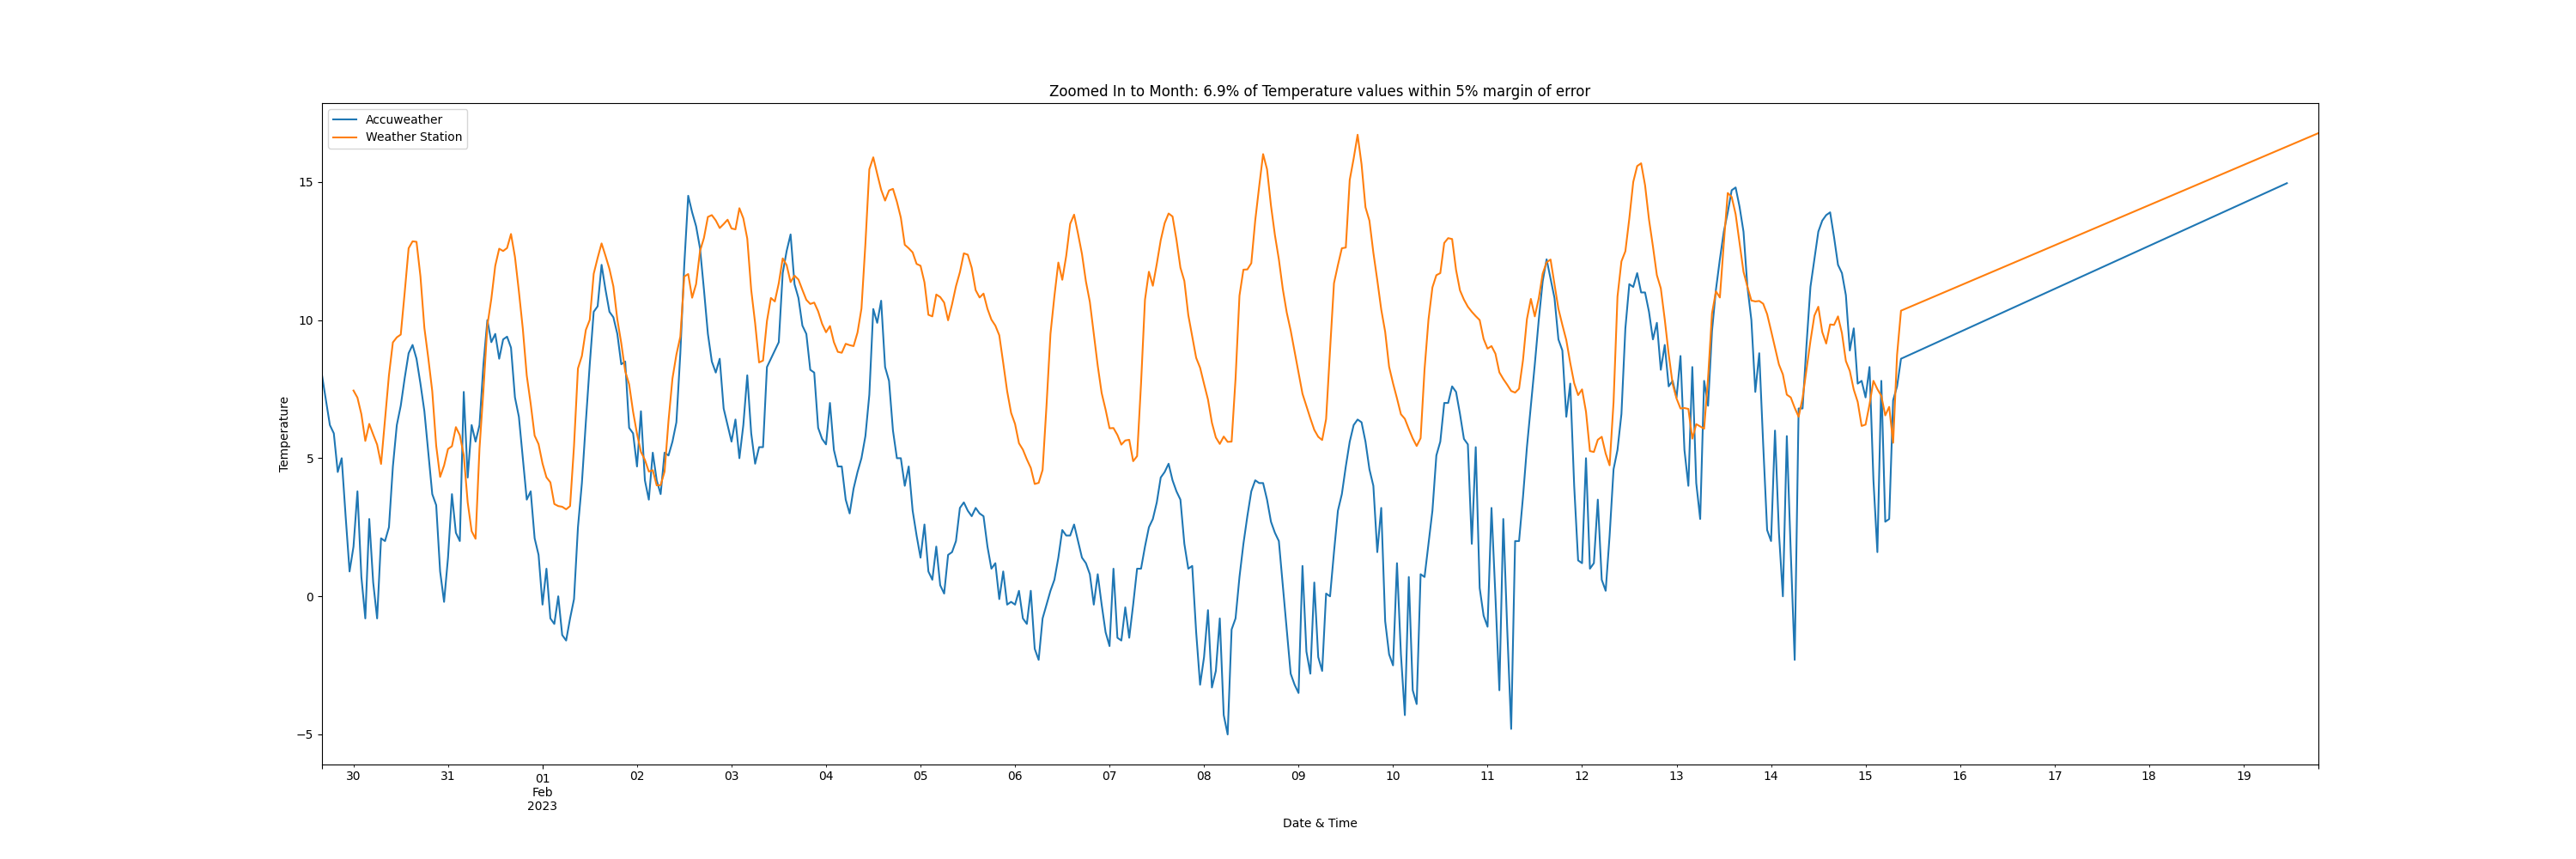 Zoomed In to Month: 6.9% of Temperature values within 5% margin of error
Accuweather
Weather Station
Temperature
15
10
5
0
−5
30 31 01 02 03 04 05 06 07 08 09 10 11 12 13 14 15 16 17 18 19
Feb
2023
Date & Time